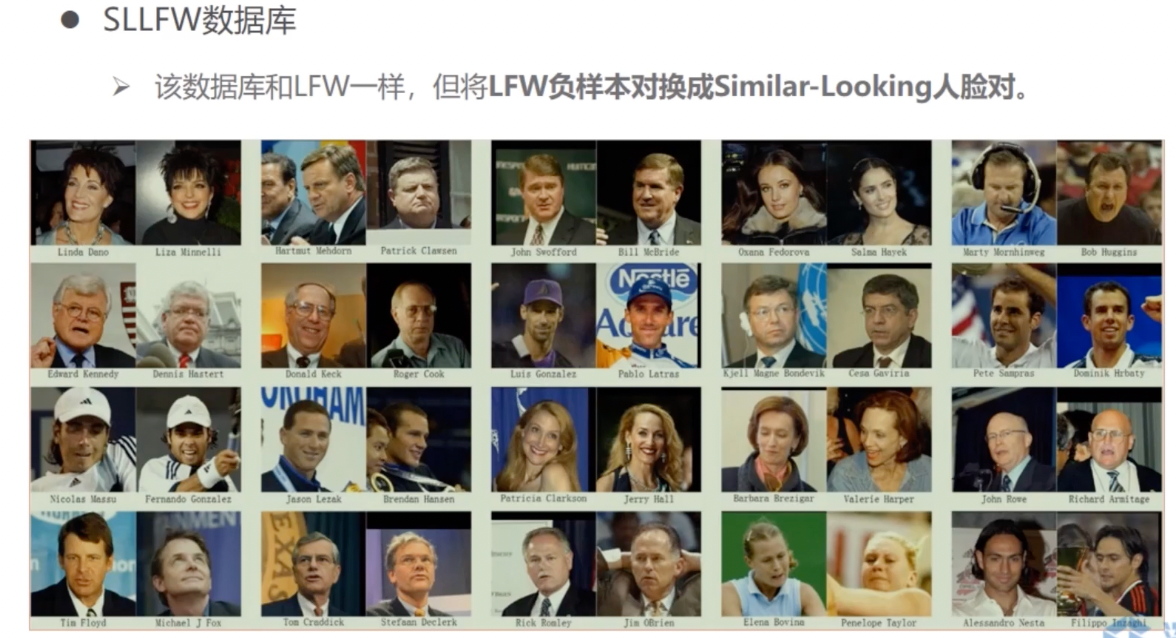 ● SLLFW数据库
➢ 该数据库和LFW一样，但将LFW负样本对换成Similar-Looking人脸对。
Linda Dano Liza Minnelli Hartmut Mehdorn Patrick Clawsen John Swofford Bill McBride Oxana Fedorova Salma Hayek Marty Mornhinweg Bob Huggins
Nestlé
Edward Kennedy Dennis Hastert Donald Keck Roger Cook Luis Gonzalez Pablo Latras Kjell Magne Bondevik Cesa Gaviria Pete Sampras Dominik Hrbaty
Nicolas Massu Fernando Gonzalez Jason Lezak Brendan Hansen Patricia Clarkson Jerry Hall Barbara Brezigar Valerie Harper John Rowe Richard Armitage
Tim Floyd Michael J Fox Tom Craddick Stefaan Declerk Rick Romley Jim OBrien Elena Bovina Penelope Taylor Alessandro Nesta Filippo Inzaghi